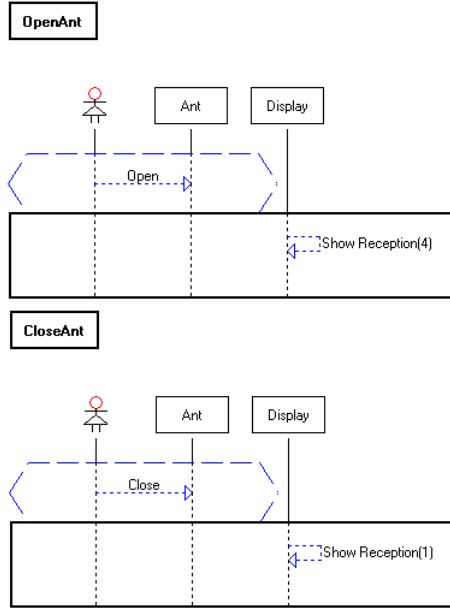 OpenAnt
Ant
Display
Open
Show Reception(4)
CloseAnt
Ant
Display
Close
Show Reception(1)